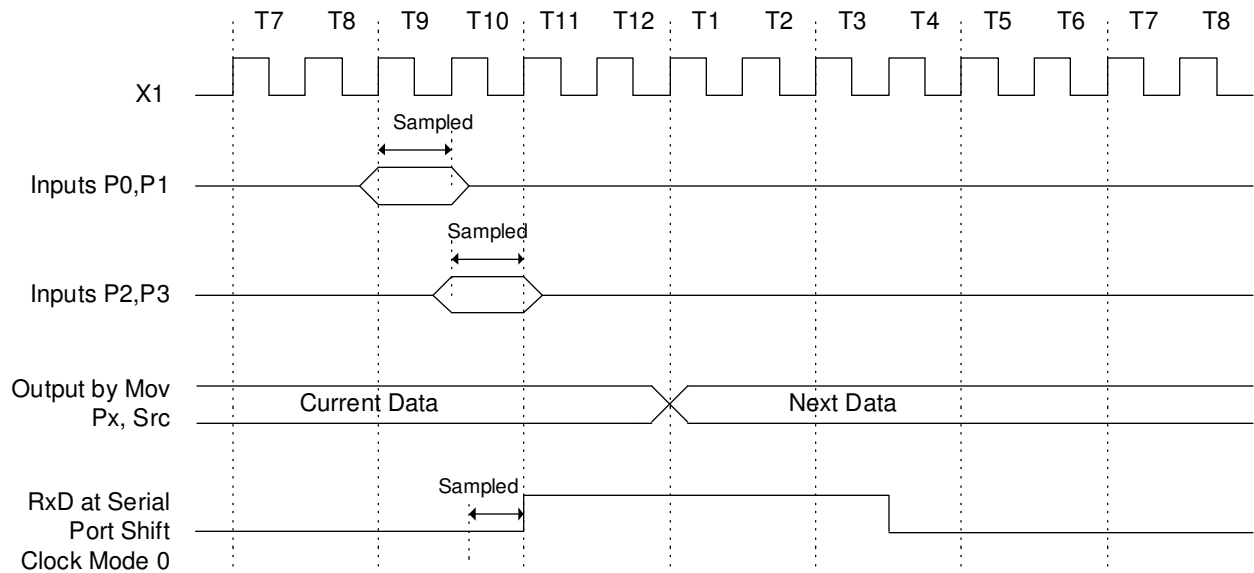 T7 T8 T9 T10 T11 T12 T1 T2 T3 T4 T5 T6 T7 T8
X1
Sampled
Inputs P0,P1
Sampled
Inputs P2,P3
Output by Mov
Px, Src
Current Data
Next Data
Sampled
RxD at Serial
Port Shift
Clock Mode 0